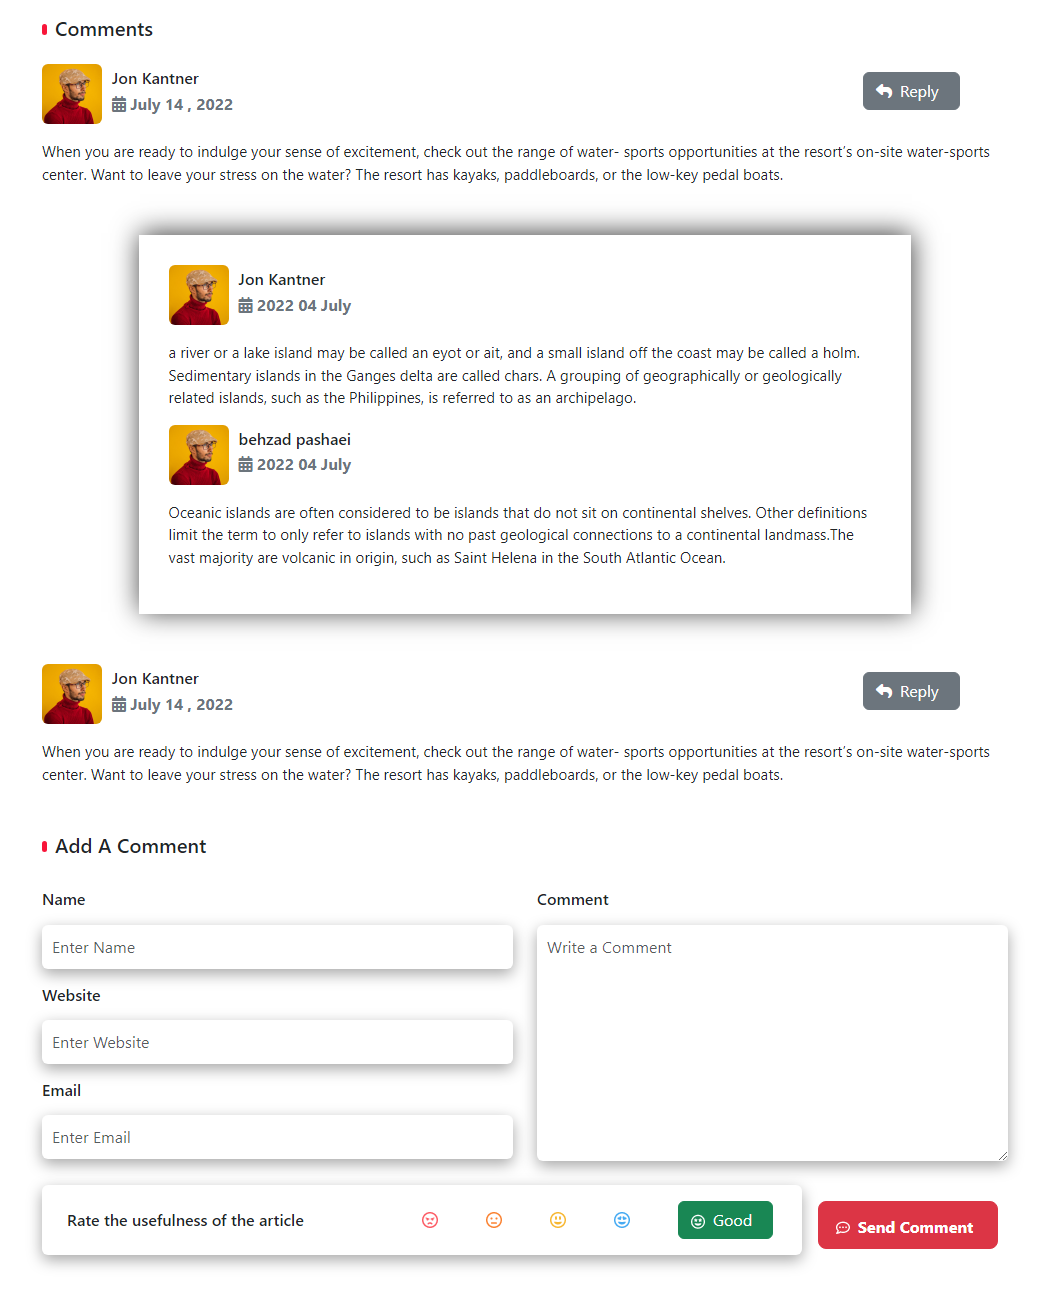 Comments
Jon Kantner
July 14 , 2022
Reply
When you are ready to indulge your sense of excitement, check out the range of water- sports opportunities at the resort’s on-site water-sports
center. Want to leave your stress on the water? The resort has kayaks, paddleboards, or the low-key pedal boats.
Jon Kantner
2022 04 July
a river or a lake island may be called an eyot or ait, and a small island off the coast may be called a holm.
Sedimentary islands in the Ganges delta are called chars. A grouping of geographically or geologically
related islands, such as the Philippines, is referred to as an archipelago.
behzad pashaei
2022 04 July
Oceanic islands are often considered to be islands that do not sit on continental shelves. Other definitions
limit the term to only refer to islands with no past geological connections to a continental landmass.The
vast majority are volcanic in origin, such as Saint Helena in the South Atlantic Ocean.
Jon Kantner
July 14 , 2022
Reply
When you are ready to indulge your sense of excitement, check out the range of water- sports opportunities at the resort’s on-site water-sports
center. Want to leave your stress on the water? The resort has kayaks, paddleboards, or the low-key pedal boats.
Add A Comment
Name
Enter Name
Website
Enter Website
Email
Enter Email
Comment
Write a Comment
Rate the usefulness of the article
Good
Send Comment